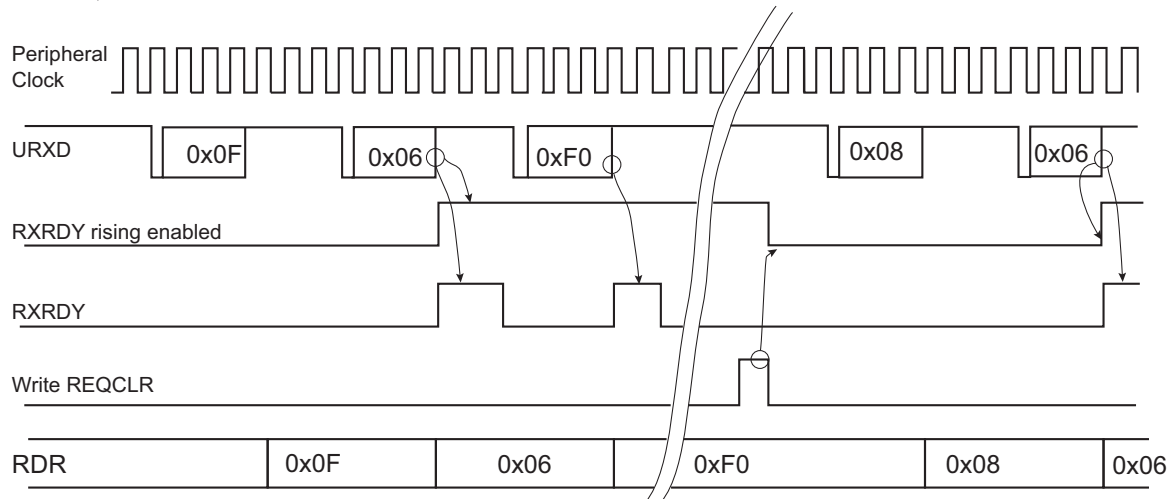 Peripheral
Clock
URXD
0x0F
0x06
0xF0
0x08
0x06
RXRDY rising enabled
RXRDY
Write REQCLR
RDR
0x0F
0x06
0xF0
0x08
0x06